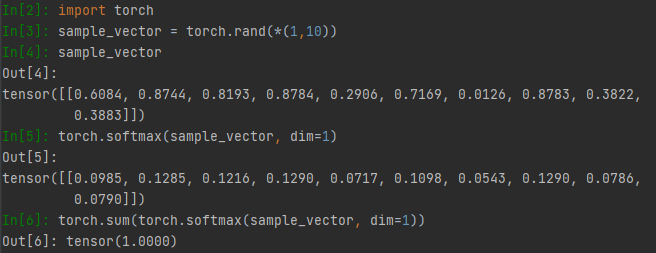 In[2]: import torch
In[3]: sample_vector = torch.rand(*(1,10))
In[4]: sample_vector
Out[4]:
tensor([[0.6084, 0.8744, 0.8193, 0.8784, 0.2906, 0.7169, 0.0126, 0.8783, 0.3822,
0.3883]])
In[5]: torch.softmax(sample_vector, dim=1)
Out[5]:
tensor([[0.0985, 0.1285, 0.1216, 0.1290, 0.0717, 0.1098, 0.0543, 0.1290, 0.0786,
0.0790]])
In[6]: torch.sum(torch.softmax(sample_vector, dim=1))
Out[6]: tensor(1.0000)